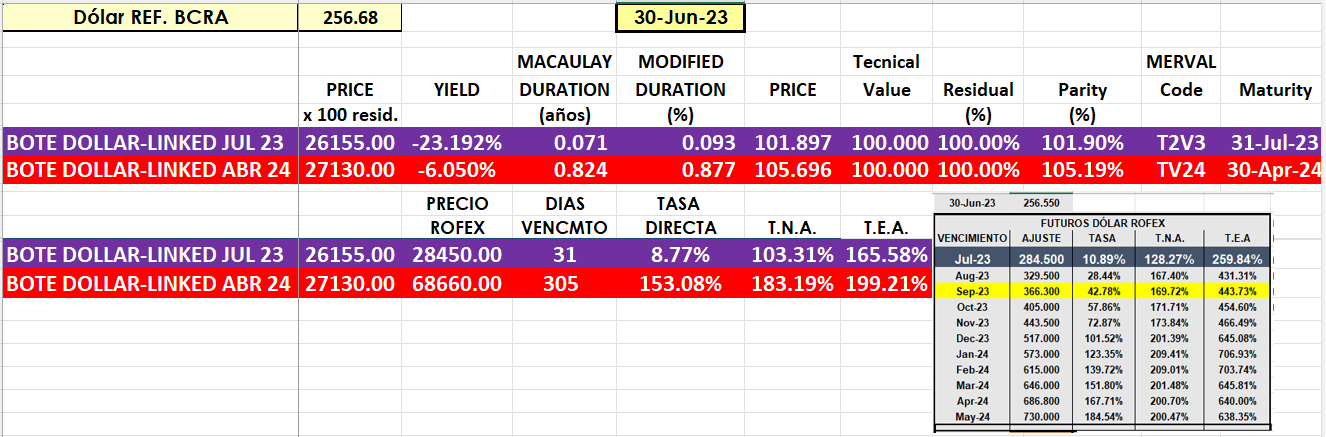 Dólar REF. BCRA 256.68 30-Jun-23
MACAULAY MODIFIED Tecnical MERVAL
PRICE YIELD DURATION DURATION PRICE Value Residual Parity Code Maturity
x 100 resid. (años) (%) (%) (%)
BOTE DOLLAR-LINKED JUL 23 26155.00 -23.192% 0.071 0.093 101.897 100.000 100.00% 101.90% T2V3 31-Jul-23
BOTE DOLLAR-LINKED ABR 24 27130.00 -6.050% 0.824 0.877 105.696 100.000 100.00% 105.19% TV24 30-Apr-24
PRECIO DIAS TASA
ROFEX VENCMTO DIRECTA T.N.A. T.E.A.
BOTE DOLLAR-LINKED JUL 23 26155.00 28450.00 31 8.77% 103.31% 165.58%
BOTE DOLLAR-LINKED ABR 24 27130.00 68660.00 305 153.08% 183.19% 199.21%
30-Jun-23 256.550
FUTUROS DÓLAR ROFEX
VENCIMIENTO AJUSTE TASA T.N.A. T.E.A
Jul-23 284.500 10.89% 128.27% 259.84%
Aug-23 329.500 28.44% 167.40% 431.31%
Sep-23 366.300 42.78% 169.72% 443.73%
Oct-23 405.000 57.86% 171.71% 454.60%
Nov-23 443.500 72.87% 173.84% 466.49%
Dec-23 517.000 101.52% 201.39% 645.08%
Jan-24 573.000 123.35% 209.41% 706.93%
Feb-24 615.000 139.72% 209.01% 703.74%
Mar-24 646.000 151.80% 201.48% 645.81%
Apr-24 686.800 167.71% 200.70% 640.00%
May-24 730.000 184.54% 200.47% 638.35%